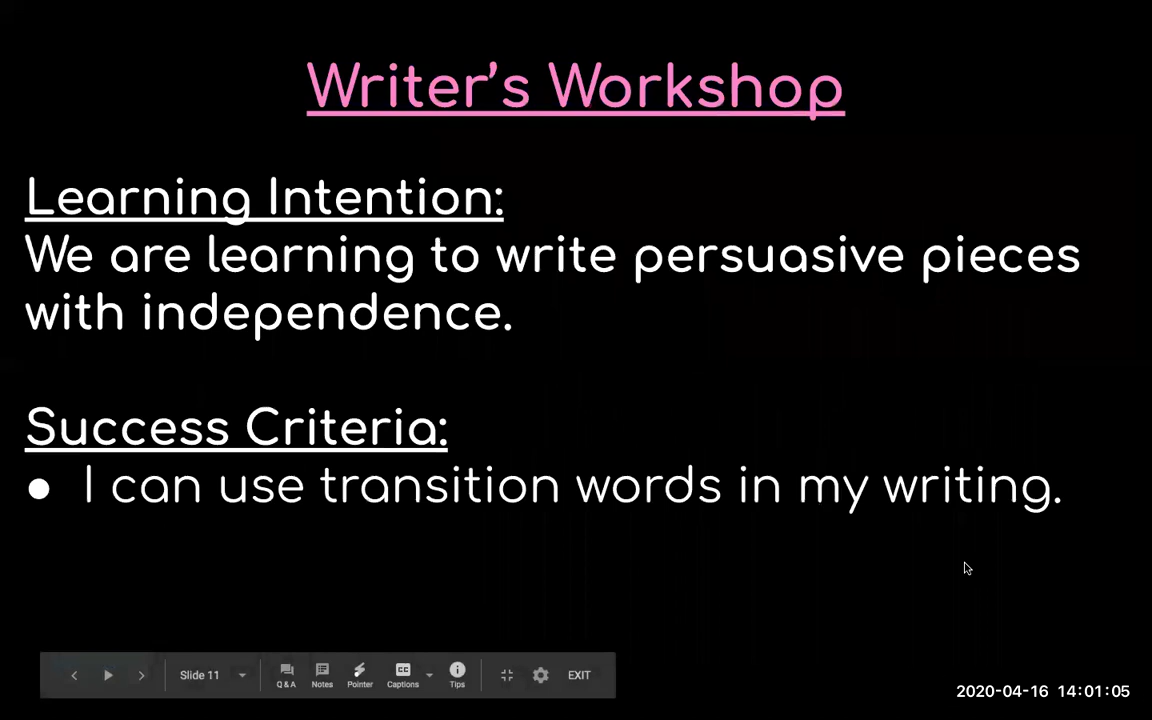 Writer's Workshop
Learning Intention:
We are learning to write persuasive pieces
with independence.
Success Criteria:
● I can use transition words in my writing.
Slide 11
Q & A
Notes
Pointer
CC
Captions
Tips
EXIT
2020-04-16 14:01:05